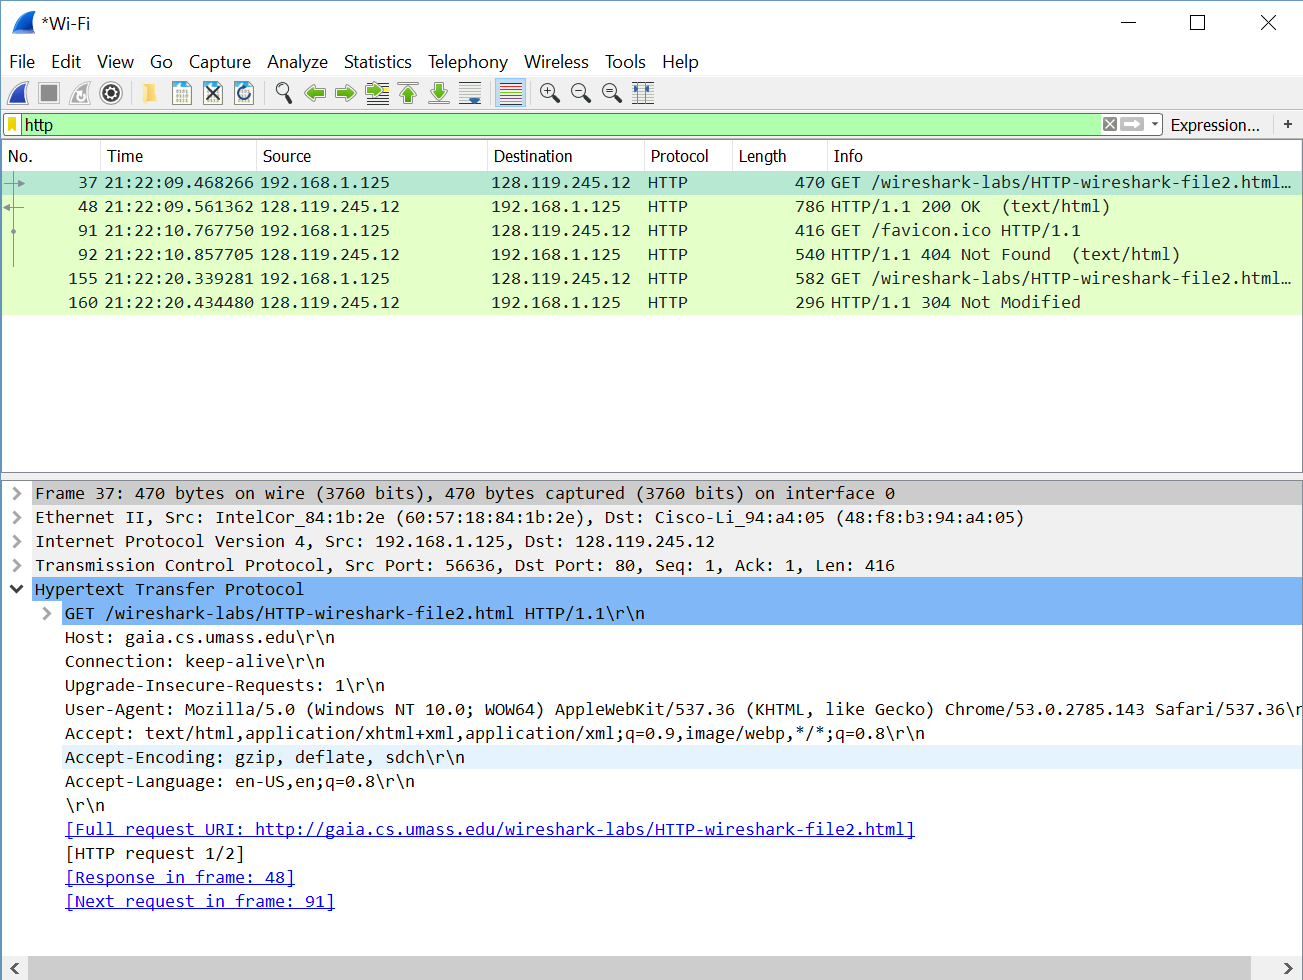 *Wi-Fi
File Edit View Go Capture Analyze Statistics Telephony Wireless Tools Help
http Expression... +
No. Time Source Destination Protocol Length Info
37 21:22:09.468266 192.168.1.125 128.119.245.12 HTTP 470 GET /wireshark-labs/HTTP-wireshark-file2.html…
48 21:22:09.561362 128.119.245.12 192.168.1.125 HTTP 786 HTTP/1.1 200 OK (text/html)
91 21:22:10.767750 192.168.1.125 128.119.245.12 HTTP 416 GET /favicon.ico HTTP/1.1
92 21:22:10.857705 128.119.245.12 192.168.1.125 HTTP 540 HTTP/1.1 404 Not Found (text/html)
155 21:22:20.339281 192.168.1.125 128.119.245.12 HTTP 582 GET /wireshark-labs/HTTP-wireshark-file2.html…
160 21:22:20.434480 128.119.245.12 192.168.1.125 HTTP 296 HTTP/1.1 304 Not Modified
Frame 37: 470 bytes on wire (3760 bits), 470 bytes captured (3760 bits) on interface 0
Ethernet II, Src: IntelCor_84:1b:2e (60:57:18:84:1b:2e), Dst: Cisco-Li_94:a4:05 (48:f8:b3:94:a4:05)
Internet Protocol Version 4, Src: 192.168.1.125, Dst: 128.119.245.12
Transmission Control Protocol, Src Port: 56636, Dst Port: 80, Seq: 1, Ack: 1, Len: 416
Hypertext Transfer Protocol
GET /wireshark-labs/HTTP-wireshark-file2.html HTTP/1.1\r\n
Host: gaia.cs.umass.edu\r\n
Connection: keep-alive\r\n
Upgrade-Insecure-Requests: 1\r\n
User-Agent: Mozilla/5.0 (Windows NT 10.0; WOW64) AppleWebKit/537.36 (KHTML, like Gecko) Chrome/53.0.2785.143 Safari/537.36\r
Accept: text/html,application/xhtml+xml,application/xml;q=0.9,image/webp,*/*;q=0.8\r\n
Accept-Encoding: gzip, deflate, sdch\r\n
Accept-Language: en-US,en;q=0.8\r\n
\r\n
[Full request URI: http://gaia.cs.umass.edu/wireshark-labs/HTTP-wireshark-file2.html]
[HTTP request 1/2]
[Response in frame: 48]
[Next request in frame: 91]